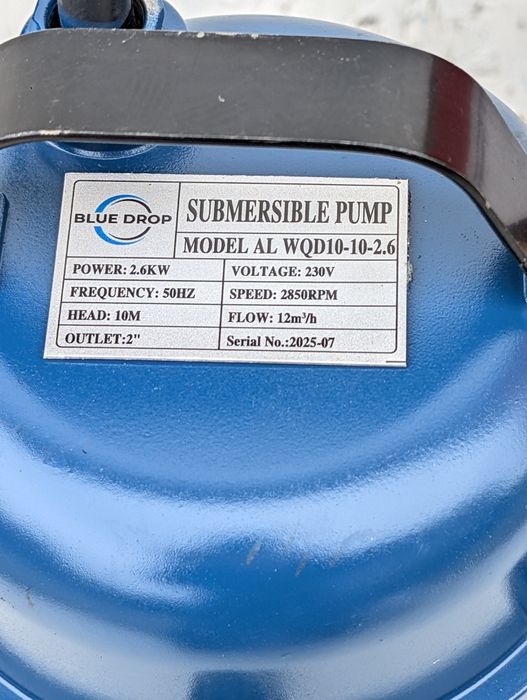 BLUE DROP
SUBMERSIBLE PUMP
MODEL AL WQD10-10-2.6
POWER: 2.6KW
VOLTAGE: 230V
FREQUENCY: 50HZ
SPEED: 2850RPM
HEAD: 10M
FLOW: 12m³/h
OUTLET:2"
Serial No.:2025-07